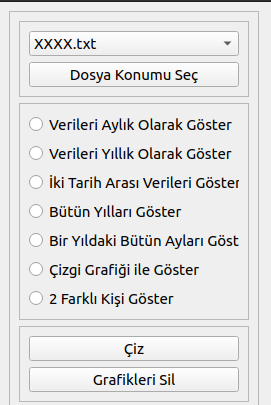 XXXX.txt
Dosya Konumu Seç
Verileri Aylık Olarak Göster
Verileri Yıllık Olarak Göster
İki Tarih Arası Verileri Göster
Bütün Yılları Göster
Bir Yıldaki Bütün Ayları Göst
Çizgi Grafiği ile Göster
2 Farklı Kişi Göster
Çiz
Grafikleri Sil